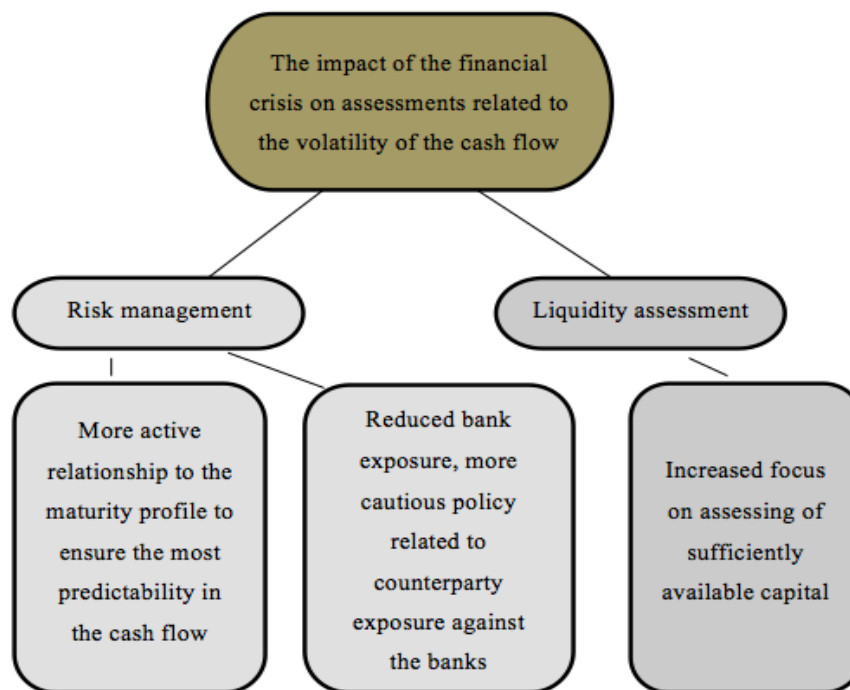 The impact of the financial
crisis on assessments related to
the volatility of the cash flow
Risk management
Liquidity assessment
More active
relationship to the
maturity profile to
ensure the most
predictability in
the cash flow
Reduced bank
exposure, more
cautious policy
related to
counterparty
exposure against
the banks
Increased focus
on assessing of
sufficiently
available capital